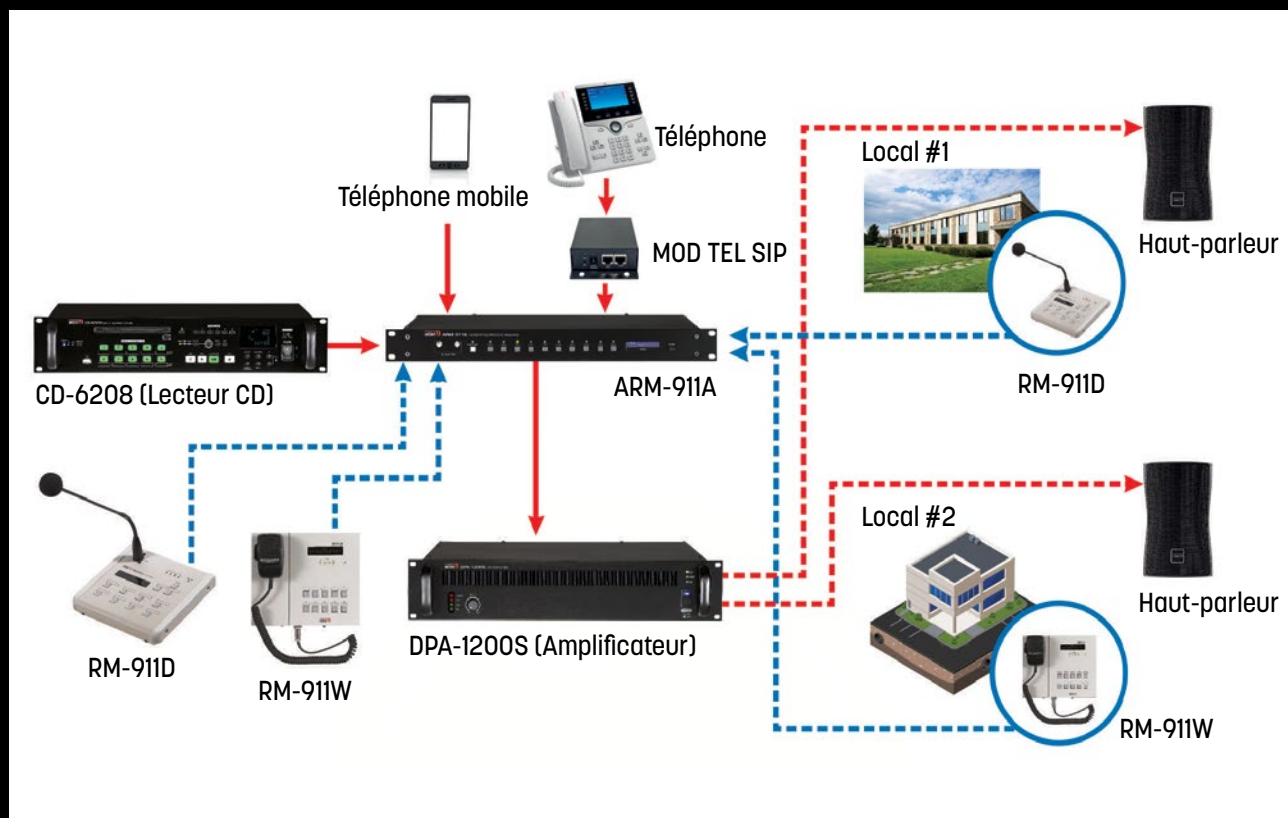 Téléphone
Local #1
Téléphone mobile
MOD TEL SIP
Haut-parleur
CD-6208 (Lecteur CD)
ARM-911A
RM-911D
Local #2
RM-911D
RM-911W
DPA-1200S (Amplificateur)
Haut-parleur
RM-911W